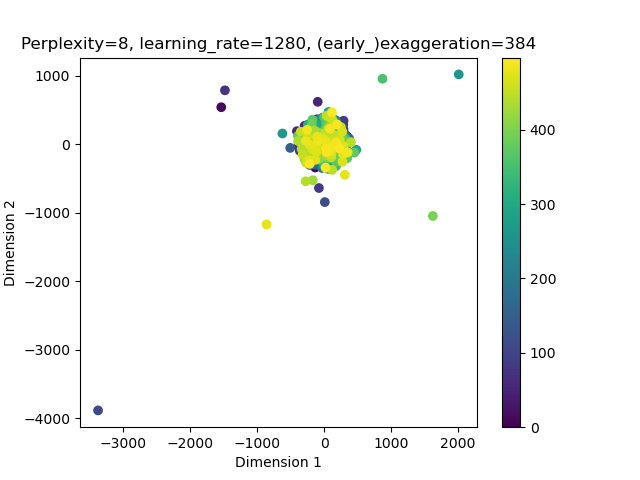 Perplexity=8, learning_rate=1280, (early_)exaggeration=384
1000
0
−1000
−2000
−3000
−4000
Dimension 2
−3000 −2000 −1000 0 1000 2000
Dimension 1
400
300
200
100
0